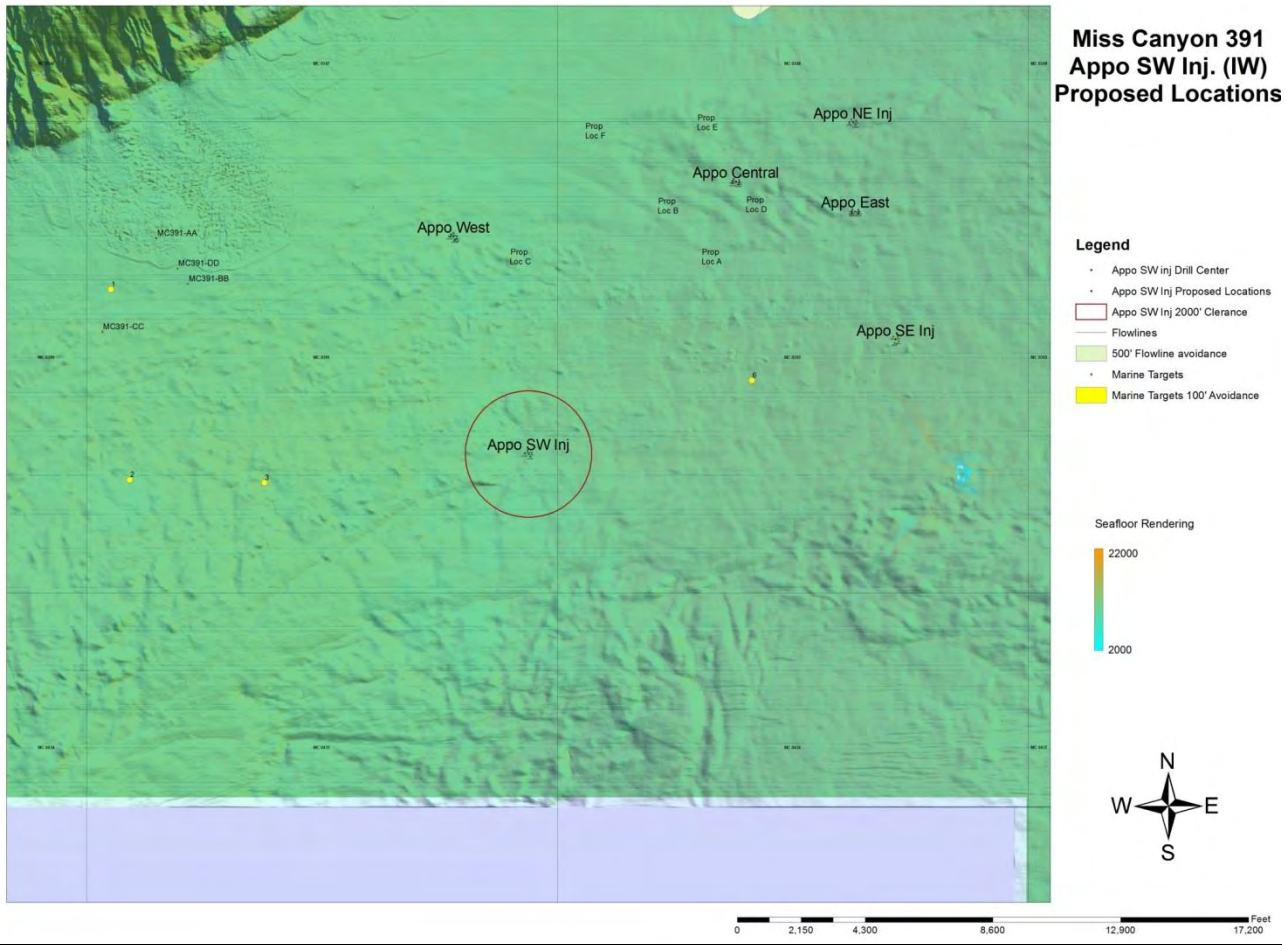 Miss Canyon 391
Appo SW Inj. (IW)
Proposed Locations
Appo NE Inj
Prop
Loc F
Prop
Loc E
Appo Central
Prop
Loc B
Prop
Loc D
Appo East
Appo West
Prop
Loc C
Prop
Loc A
MC391-AA
MC391-DD
MC391-BB
1
MC391-CC
Appo SE Inj
6
Appo SW Inj
2
3
Legend
Appo SW inj Drill Center
Appo SW Inj Proposed Locations
Appo SW Inj 2000' Clerance
Flowlines
500' Flowline avoidance
Marine Targets
Marine Targets 100' Avoidance
Seafloor Rendering
22000
2000
N
W E
S
Feet
0 2,150 4,300 8,600 12,900 17,200